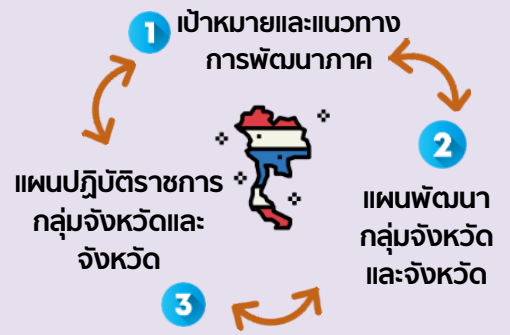 1 เป้าหมายและแนวทาง
การพัฒนาภาค
2
แผนพัฒนา
กลุ่มจังหวัด
และจังหวัด
3
แผนปฏิบัติราชการ
กลุ่มจังหวัดและ
จังหวัด